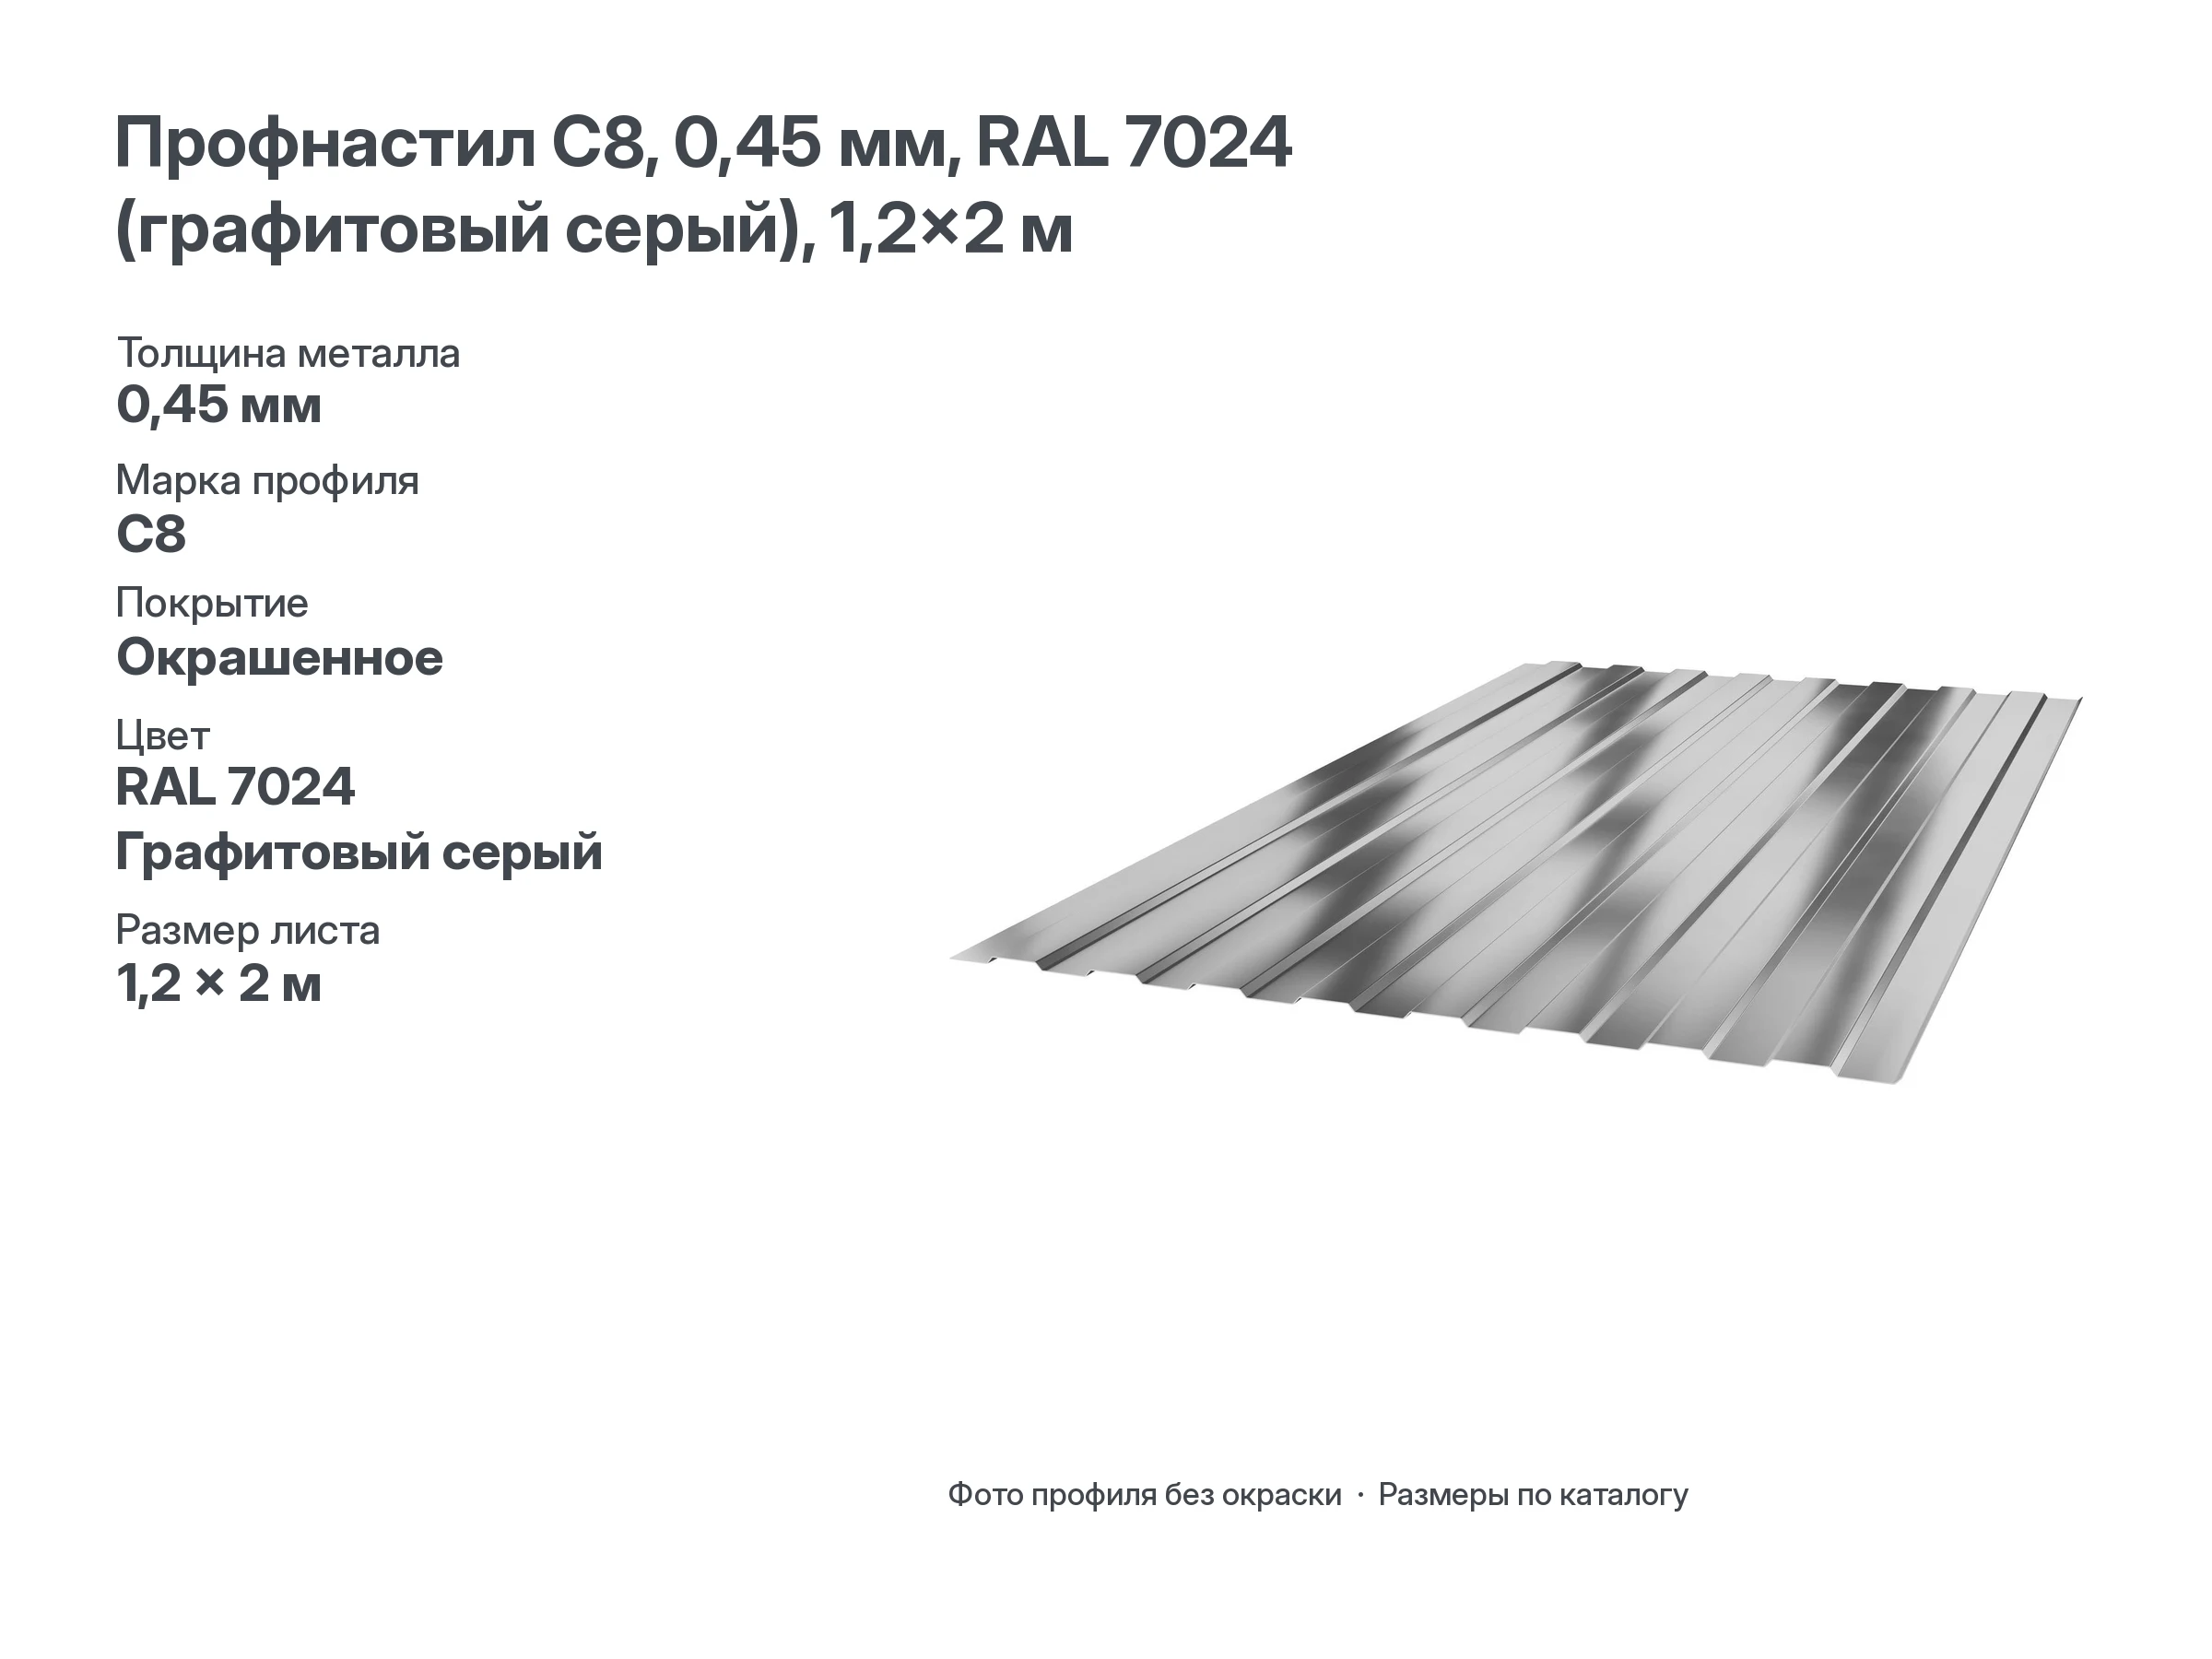 Профнастил С8, 0,45 мм, RAL 7024
(графитовый серый), 1,2×2 м
Толщина металла
0,45 мм
Марка профиля
С8
Покрытие
Окрашенное
Цвет
RAL 7024
Графитовый серый
Размер листа
1,2 × 2 м
Фото профиля без окраски · Размеры по каталогу